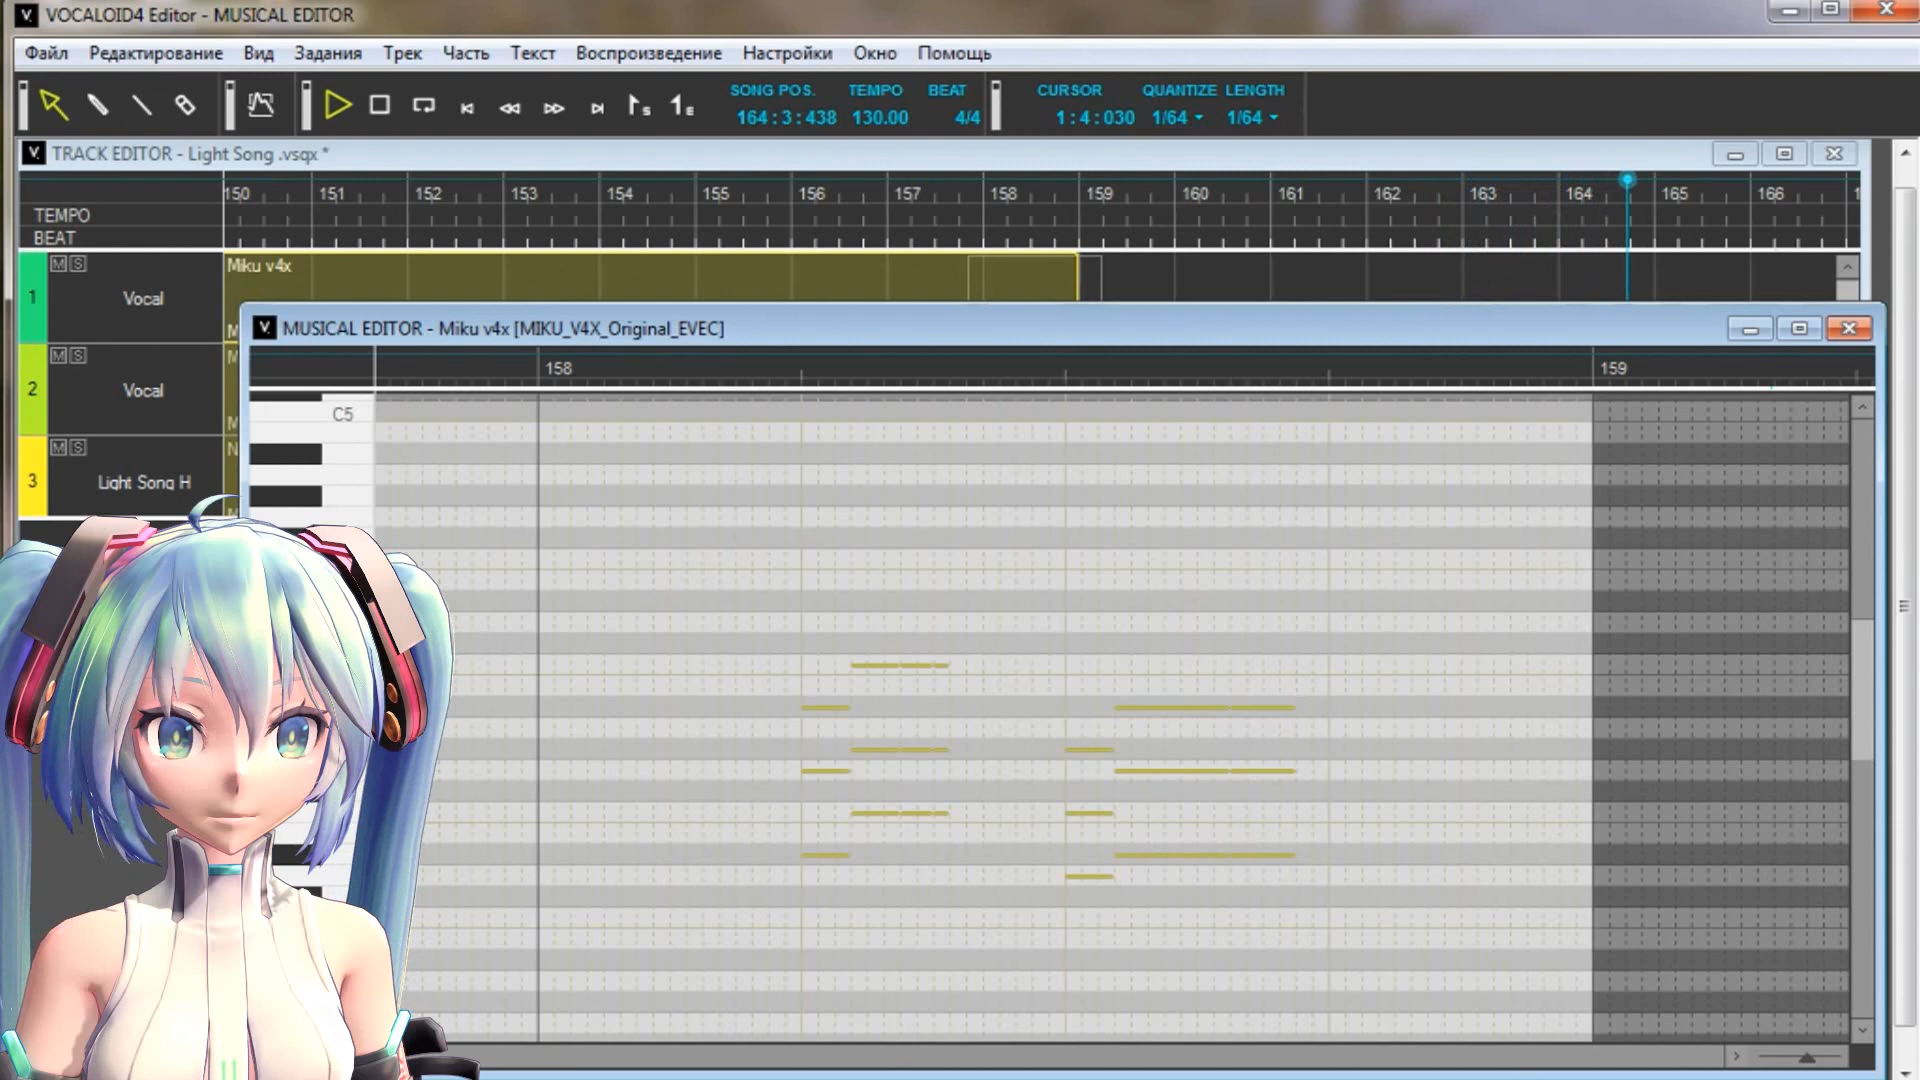 VOCALOID4 Editor - MUSICAL EDITOR
Файл Редактирование Вид Задания Трек Часть Текст Воспроизведение Настройки Окно Помощь
SONG POS. TEMPO BEAT CURSOR QUANTIZE LENGTH
164:3:438 130.00 4/4 1:4:030 1/64 1/64
TRACK EDITOR - Light Song .vsqx *
150 151 152 153 154 155 156 157 158 159 160 161 162 163 164 165 166
TEMPO
BEAT
M S
Miku v4x
1 Vocal
M
MUSICAL EDITOR - Miku v4x [MIKU_V4X_Original_EVEC]
M S
M
158 159
2 Vocal
C5
M
M S
N
3 Light Song H